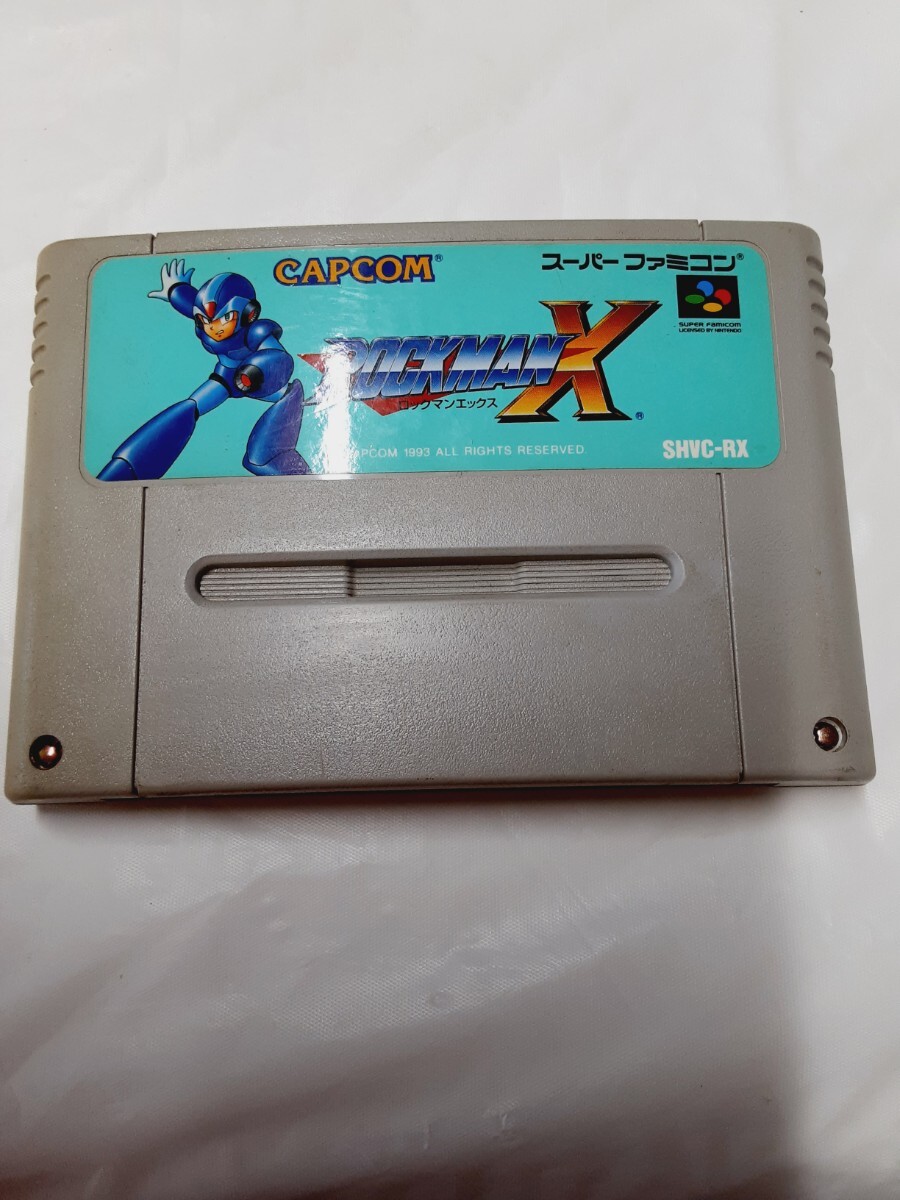 CAPCOM®
スーパーファミコン®
SUPER FAMICOM
LICENSED BY NINTENDO
ROCKMAN X®
ロックマンエックス
CAPCOM 1993 ALL RIGHTS RESERVED
SHVC-RX